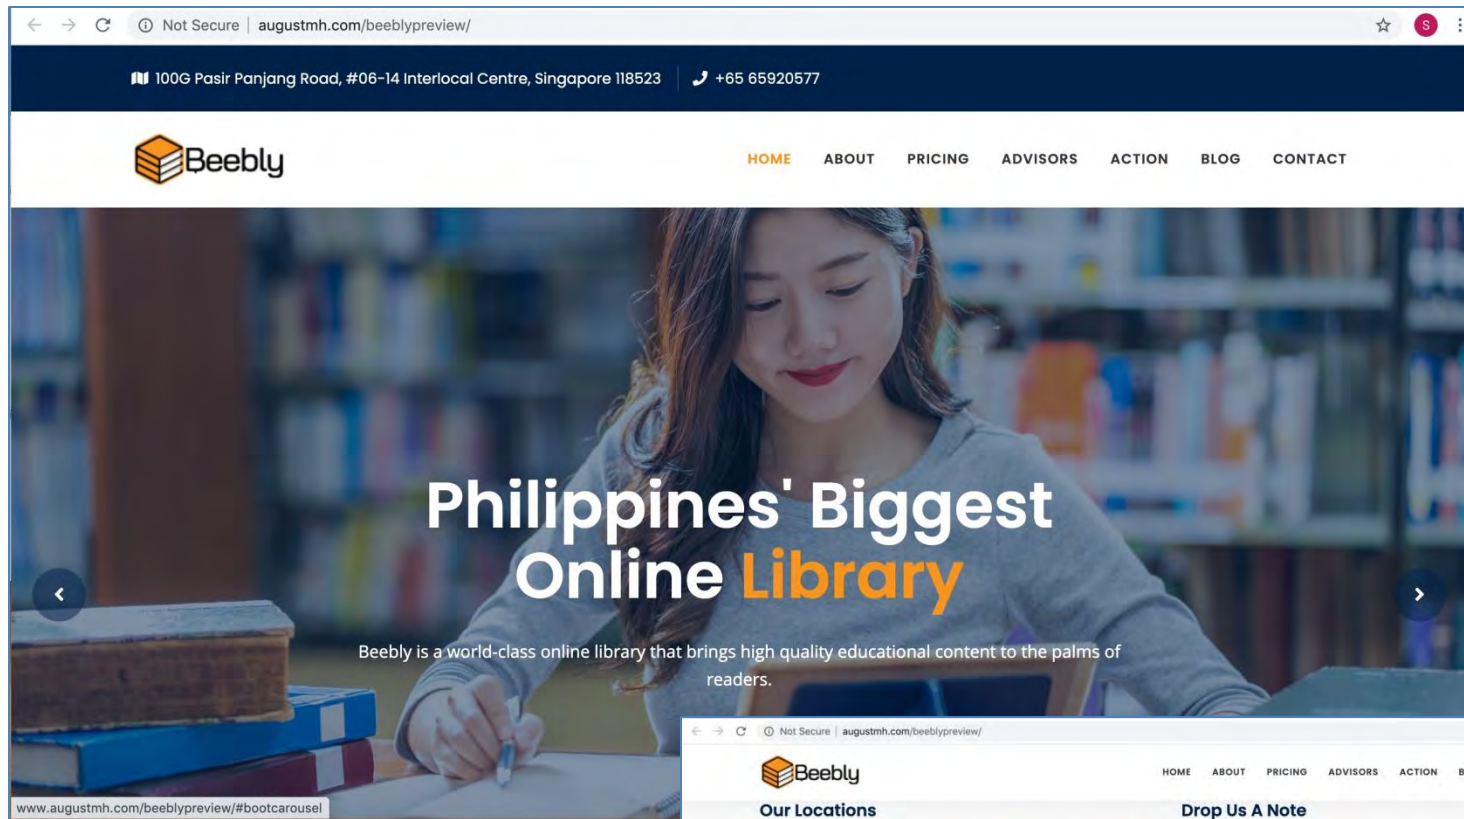 Not Secure | augustmh.com/beeblypreview/
S
100G Pasir Panjang Road, #06-14 Interlocal Centre, Singapore 118523 +65 65920577
Beebly
HOME ABOUT PRICING ADVISORS ACTION BLOG CONTACT
Philippines' Biggest
Online Library
Beebly is a world-class online library that brings high quality educational content to the palms of
readers.
www.augustmh.com/beeblypreview/#bootcarousel
Not Secure | augustmh.com/beeblypreview/
Beebly
HOME ABOUT PRICING ADVISORS ACTION B
Our Locations
Drop Us A Note